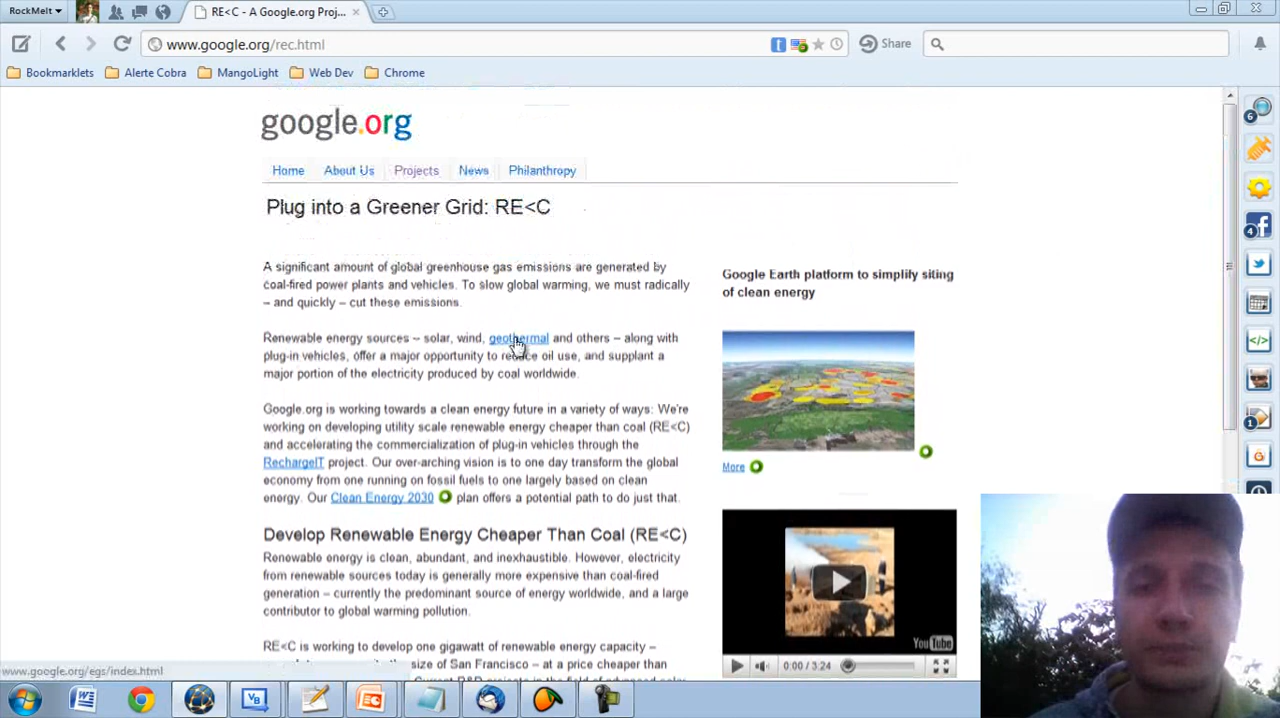 RockMelt
RE<C - A Google.org Proj...
www.google.org/rec.html
Share
Bookmarklets
Alerte Cobra
MangoLight
Web Dev
Chrome
google.org
Home
About Us
Projects
News
Philanthropy
Plug into a Greener Grid: RE<C
A significant amount of global greenhouse gas emissions are generated by
coal-fired power plants and vehicles. To slow global warming, we must radically
– and quickly – cut these emissions.
Renewable energy sources – solar, wind, geothermal and others – along with
plug-in vehicles, offer a major opportunity to reduce oil use, and supplant a
major portion of the electricity produced by coal worldwide.
Google.org is working towards a clean energy future in a variety of ways: We're
working on developing utility scale renewable energy cheaper than coal (RE<C)
and accelerating the commercialization of plug-in vehicles through the
RechargeIT project. Our over-arching vision is to one day transform the global
economy from one running on fossil fuels to one largely based on clean
energy. Our Clean Energy 2030 plan offers a potential path to do just that.
Develop Renewable Energy Cheaper Than Coal (RE<C)
Renewable energy is clean, abundant, and inexhaustible. However, electricity
from renewable sources today is generally more expensive than coal-fired
generation – currently the predominant source of energy worldwide, and a large
contributor to global warming pollution.
RE<C is working to develop one gigawatt of renewable energy capacity –
size of San Francisco – at a price cheaper than
Google Earth platform to simplify siting
of clean energy
More
You Tube
0:00 / 3:24
6
4
1
www.google.org/egs/index.html